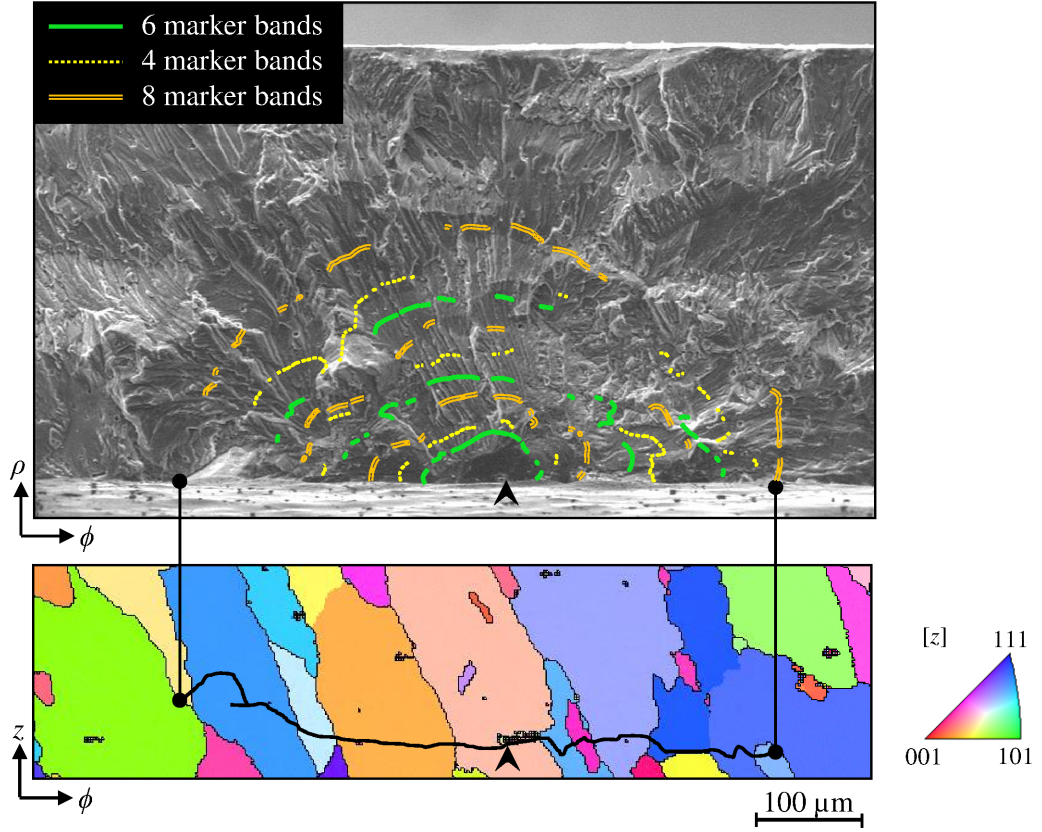 6 marker bands
4 marker bands
8 marker bands
ρ
ϕ
z
ϕ
[z]
111
001
101
100 µm